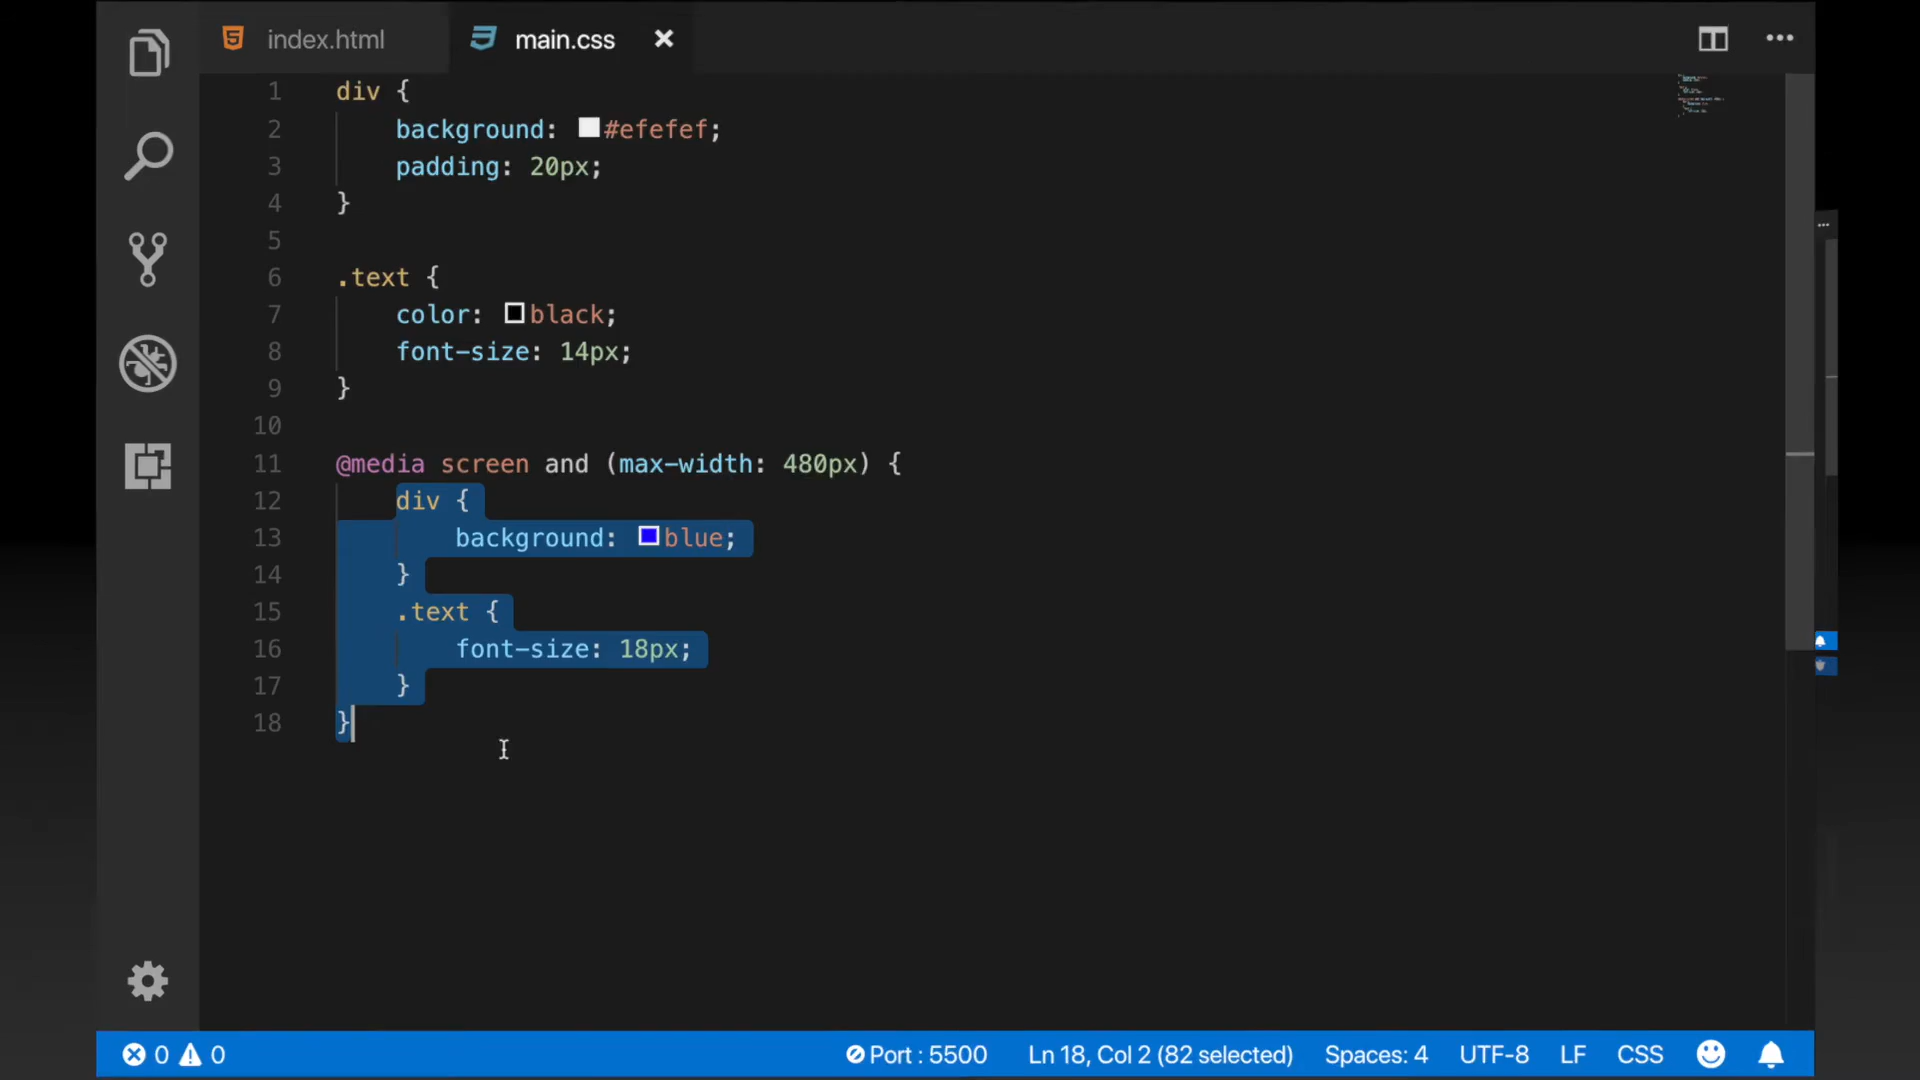 index.html
main.css
1 div {
2 background: #efefef;
3 padding: 20px;
4 }
5
6 .text {
7 color: black;
8 font-size: 14px;
9 }
10
11 @media screen and (max-width: 480px) {
12 div {
13 background: blue;
14 }
15 .text {
16 font-size: 18px;
17 }
18 }
0 0 Port : 5500 Ln 18, Col 2 (82 selected) Spaces: 4 UTF-8 LF CSS